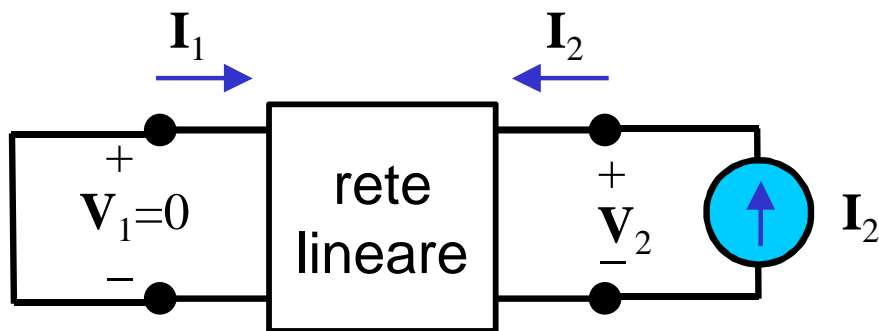 I₁
I₂
+
V₁=0
−
rete
lineare
+
V₂
−
I₂